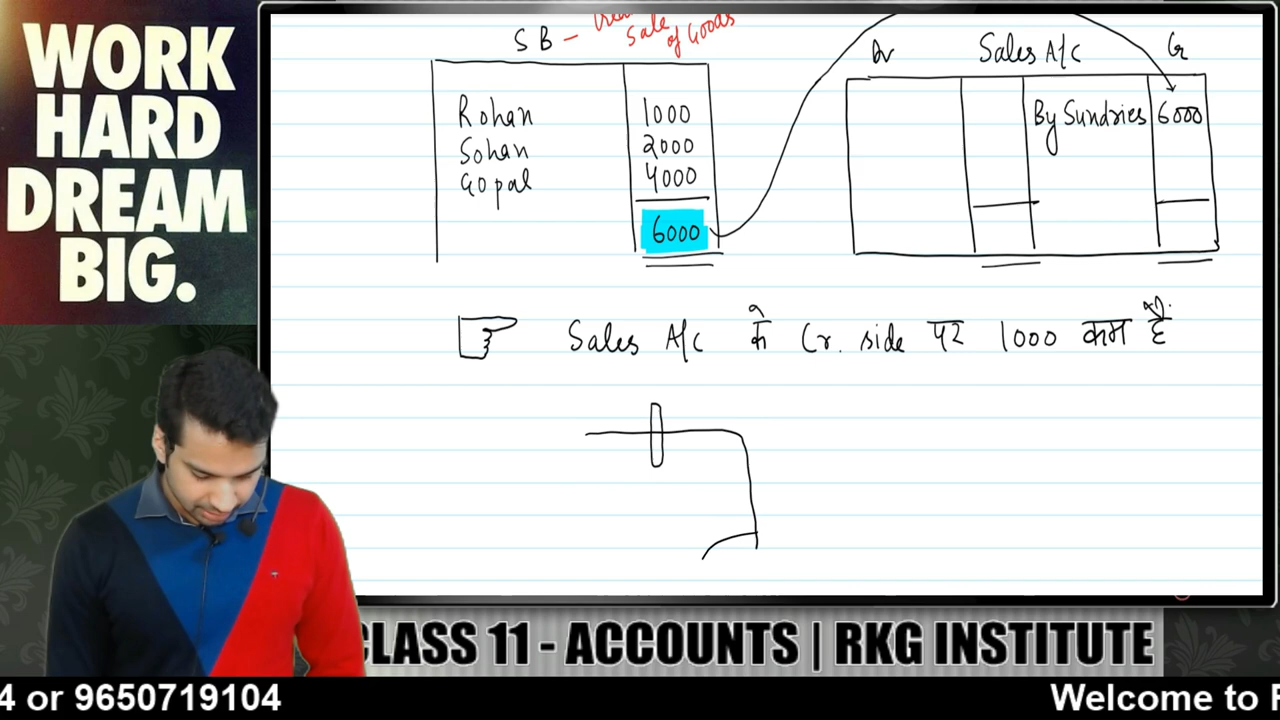 WORK
HARD
DREAM
BIG.
S B - Sale
of Goods
Rohan 1000
Sohan 2000
Gopal 4000
6000
Dr Sales A/C Cr
By Sundries 6000
Sales A/C के Cr. side पर 1000 कम है
CLASS 11 - ACCOUNTS | RKG INSTITUTE
4 or 9650719104
Welcome to